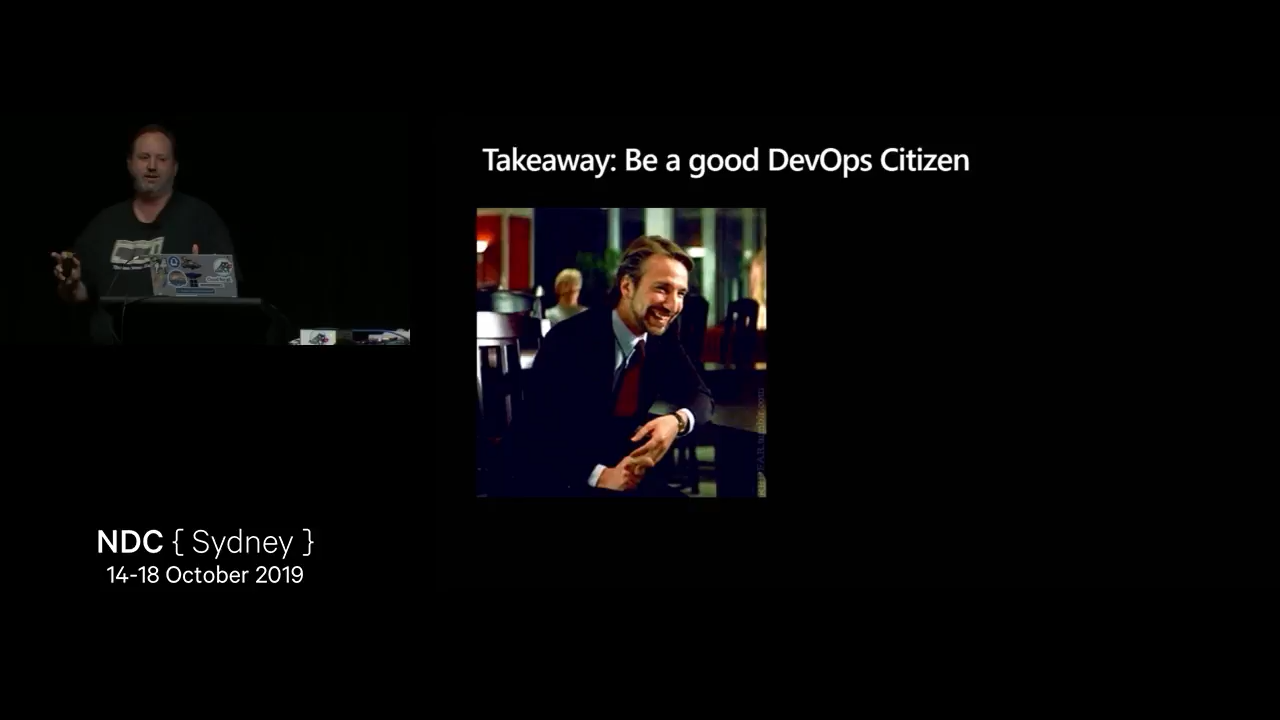 Takeaway: Be a good DevOps Citizen
NDC { Sydney }
14-18 October 2019